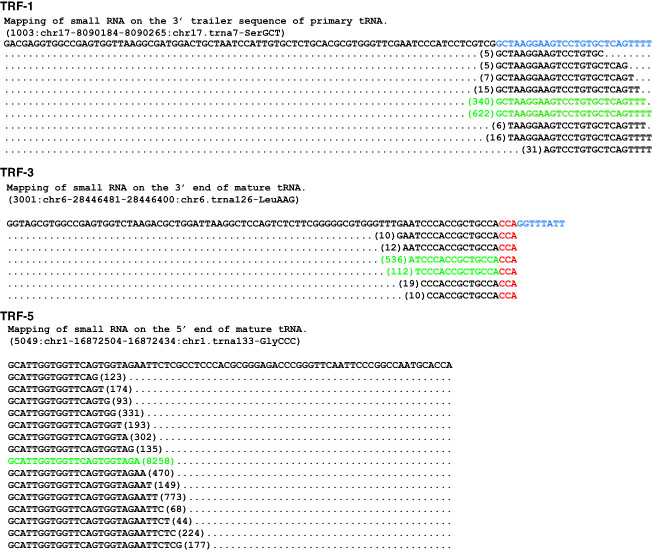 TRF-1
Mapping of small RNA on the 3' trailer sequence of primary tRNA.
(1003:chr17-8090184-8090265:chr17.trna7-SerGCT)
GACGAGGTGGCCGAGTGGTTAAGGCGATGGACTGCTAATCCATTGTGCTCTGCACGCGTGGGTTCGAATCCCATCCTCGTCGGCTAAGGAAGTCCTGTGCTCAGTTTT
(5)GCTAAGGAAGTCCTGTGC
(5)GCTAAGGAAGTCCTGTGCTCAG
(7)GCTAAGGAAGTCCTGTGCTCAGT
(15)GCTAAGGAAGTCCTGTGCTCAGTT
(340)GCTAAGGAAGTCCTGTGCTCAGTTT
(622)GCTAAGGAAGTCCTGTGCTCAGTTTT
(6)TAAGGAAGTCCTGTGCTCAGTTT
(16)TAAGGAAGTCCTGTGCTCAGTTTT
(31)AGTCCTGTGCTCAGTTTT
TRF-3
Mapping of small RNA on the 3' end of mature tRNA.
(3001:chr6-28446481-28446400:chr6.trna126-LeuAAG)
GGTAGCGTGGCCGAGTGGTCTAAGACGCTGGATTAAGGCTCCAGTCTCTTCGGGGGCGTGGGTTTGAATCCCACCGCTGCCACCAGGTTTATT
(10)GAATCCCACCGCTGCCACCA
(12)AATCCCACCGCTGCCACCA
(536)ATCCCACCGCTGCCACCA
(112)TCCCACCGCTGCCACCA
(19)CCCACCGCTGCCACCA
(10)CCACCGCTGCCACCA
TRF-5
Mapping of small RNA on the 5' end of mature tRNA.
(5049:chr1-16872504-16872434:chr1.trna133-GlyCCC)
GCATTGGTGGTTCAGTGGTAGAATTCTCGCCTCCCACGCGGGAGACCCGGGTTCAATTCCCGGCCAATGCACCA
GCATTGGTGGTTCAG(123)
GCATTGGTGGTTCAGT(174)
GCATTGGTGGTTCAGTG(93)
GCATTGGTGGTTCAGTGG(331)
GCATTGGTGGTTCAGTGGT(193)
GCATTGGTGGTTCAGTGGTA(302)
GCATTGGTGGTTCAGTGGTAG(135)
GCATTGGTGGTTCAGTGGTAGA(8258)
GCATTGGTGGTTCAGTGGTAGAA(470)
GCATTGGTGGTTCAGTGGTAGAAT(149)
GCATTGGTGGTTCAGTGGTAGAATT(773)
GCATTGGTGGTTCAGTGGTAGAATTC(68)
GCATTGGTGGTTCAGTGGTAGAATTCT(44)
GCATTGGTGGTTCAGTGGTAGAATTCTC(224)
GCATTGGTGGTTCAGTGGTAGAATTCTCG(177)